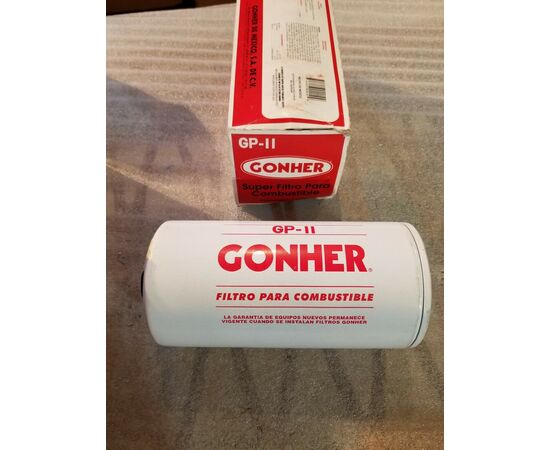 GONHER DE MEXICO, S.A. DE C.V.
GP-11
GONHER
Super Filtro Para
Combustible
GP-11
GONHER®
FILTRO PARA COMBUSTIBLE
LA GARANTIA DE EQUIPOS NUEVOS PERMANECE
VIGENTE CUANDO SE INSTALAN FILTROS GONHER